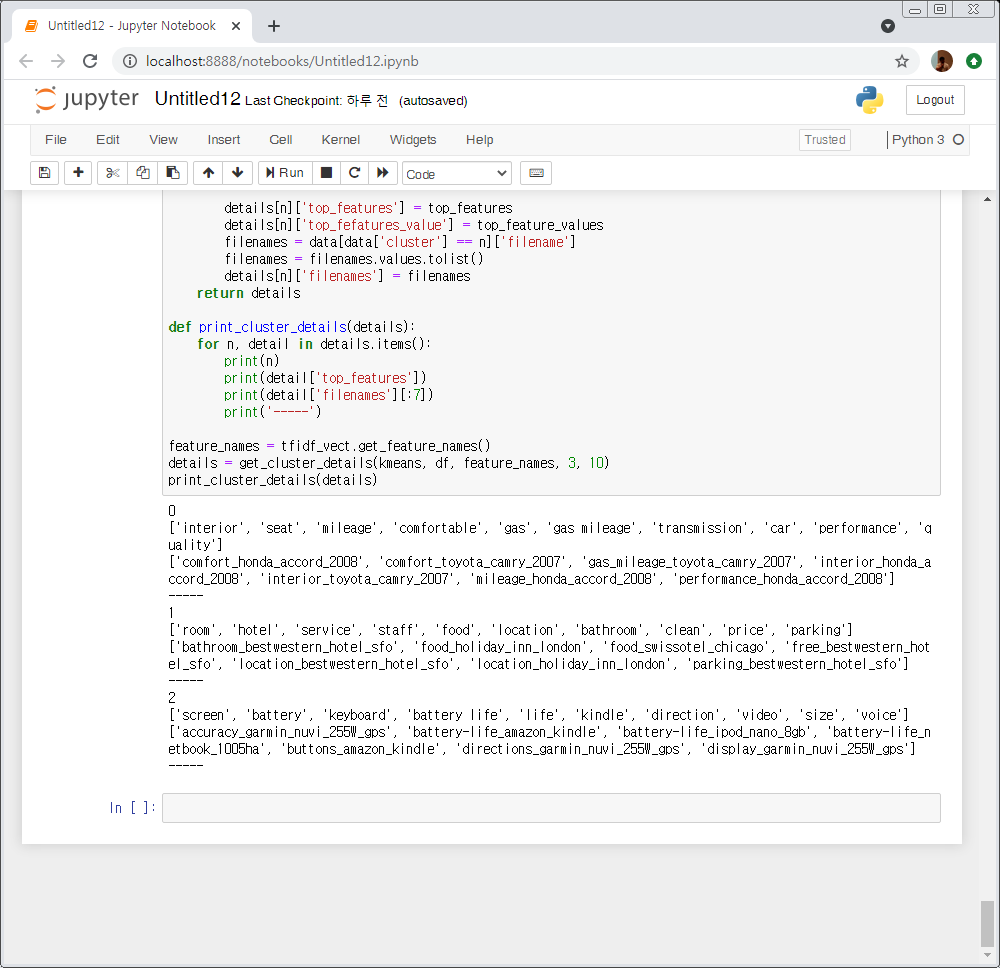 Untitled12 - Jupyter Notebook
localhost:8888/notebooks/Untitled12.ipynb
jupyter Untitled12 Last Checkpoint: 하루 전 (autosaved)
Logout
File Edit View Insert Cell Kernel Widgets Help Trusted Python 3
Run Code
        details[n]['top_features'] = top_features
        details[n]['top_fefatures_value'] = top_feature_values
        filenames = data[data['cluster'] == n]['filename']
        filenames = filenames.values.tolist()
        details[n]['filenames'] = filenames
    return details
def print_cluster_details(details):
    for n, detail in details.items():
        print(n)
        print(detail['top_features'])
        print(detail['filenames'][:7])
        print('-----')
feature_names = tfidf_vect.get_feature_names()
details = get_cluster_details(kmeans, df, feature_names, 3, 10)
print_cluster_details(details)
0
['interior', 'seat', 'mileage', 'comfortable', 'gas', 'gas mileage', 'transmission', 'car', 'performance', 'q
uality']
['comfort_honda_accord_2008', 'comfort_toyota_camry_2007', 'gas_mileage_toyota_camry_2007', 'interior_honda_a
ccord_2008', 'interior_toyota_camry_2007', 'mileage_honda_accord_2008', 'performance_honda_accord_2008']
-----
1
['room', 'hotel', 'service', 'staff', 'food', 'location', 'bathroom', 'clean', 'price', 'parking']
['bathroom_bestwestern_hotel_sfo', 'food_holiday_inn_london', 'food_swissotel_chicago', 'free_bestwestern_hot
el_sfo', 'location_bestwestern_hotel_sfo', 'location_holiday_inn_london', 'parking_bestwestern_hotel_sfo']
-----
2
['screen', 'battery', 'keyboard', 'battery life', 'life', 'kindle', 'direction', 'video', 'size', 'voice']
['accuracy_garmin_nuvi_255W_gps', 'battery-life_amazon_kindle', 'battery-life_ipod_nano_8gb', 'battery-life_n
etbook_1005ha', 'buttons_amazon_kindle', 'directions_garmin_nuvi_255W_gps', 'display_garmin_nuvi_255W_gps']
-----
In [ ]: